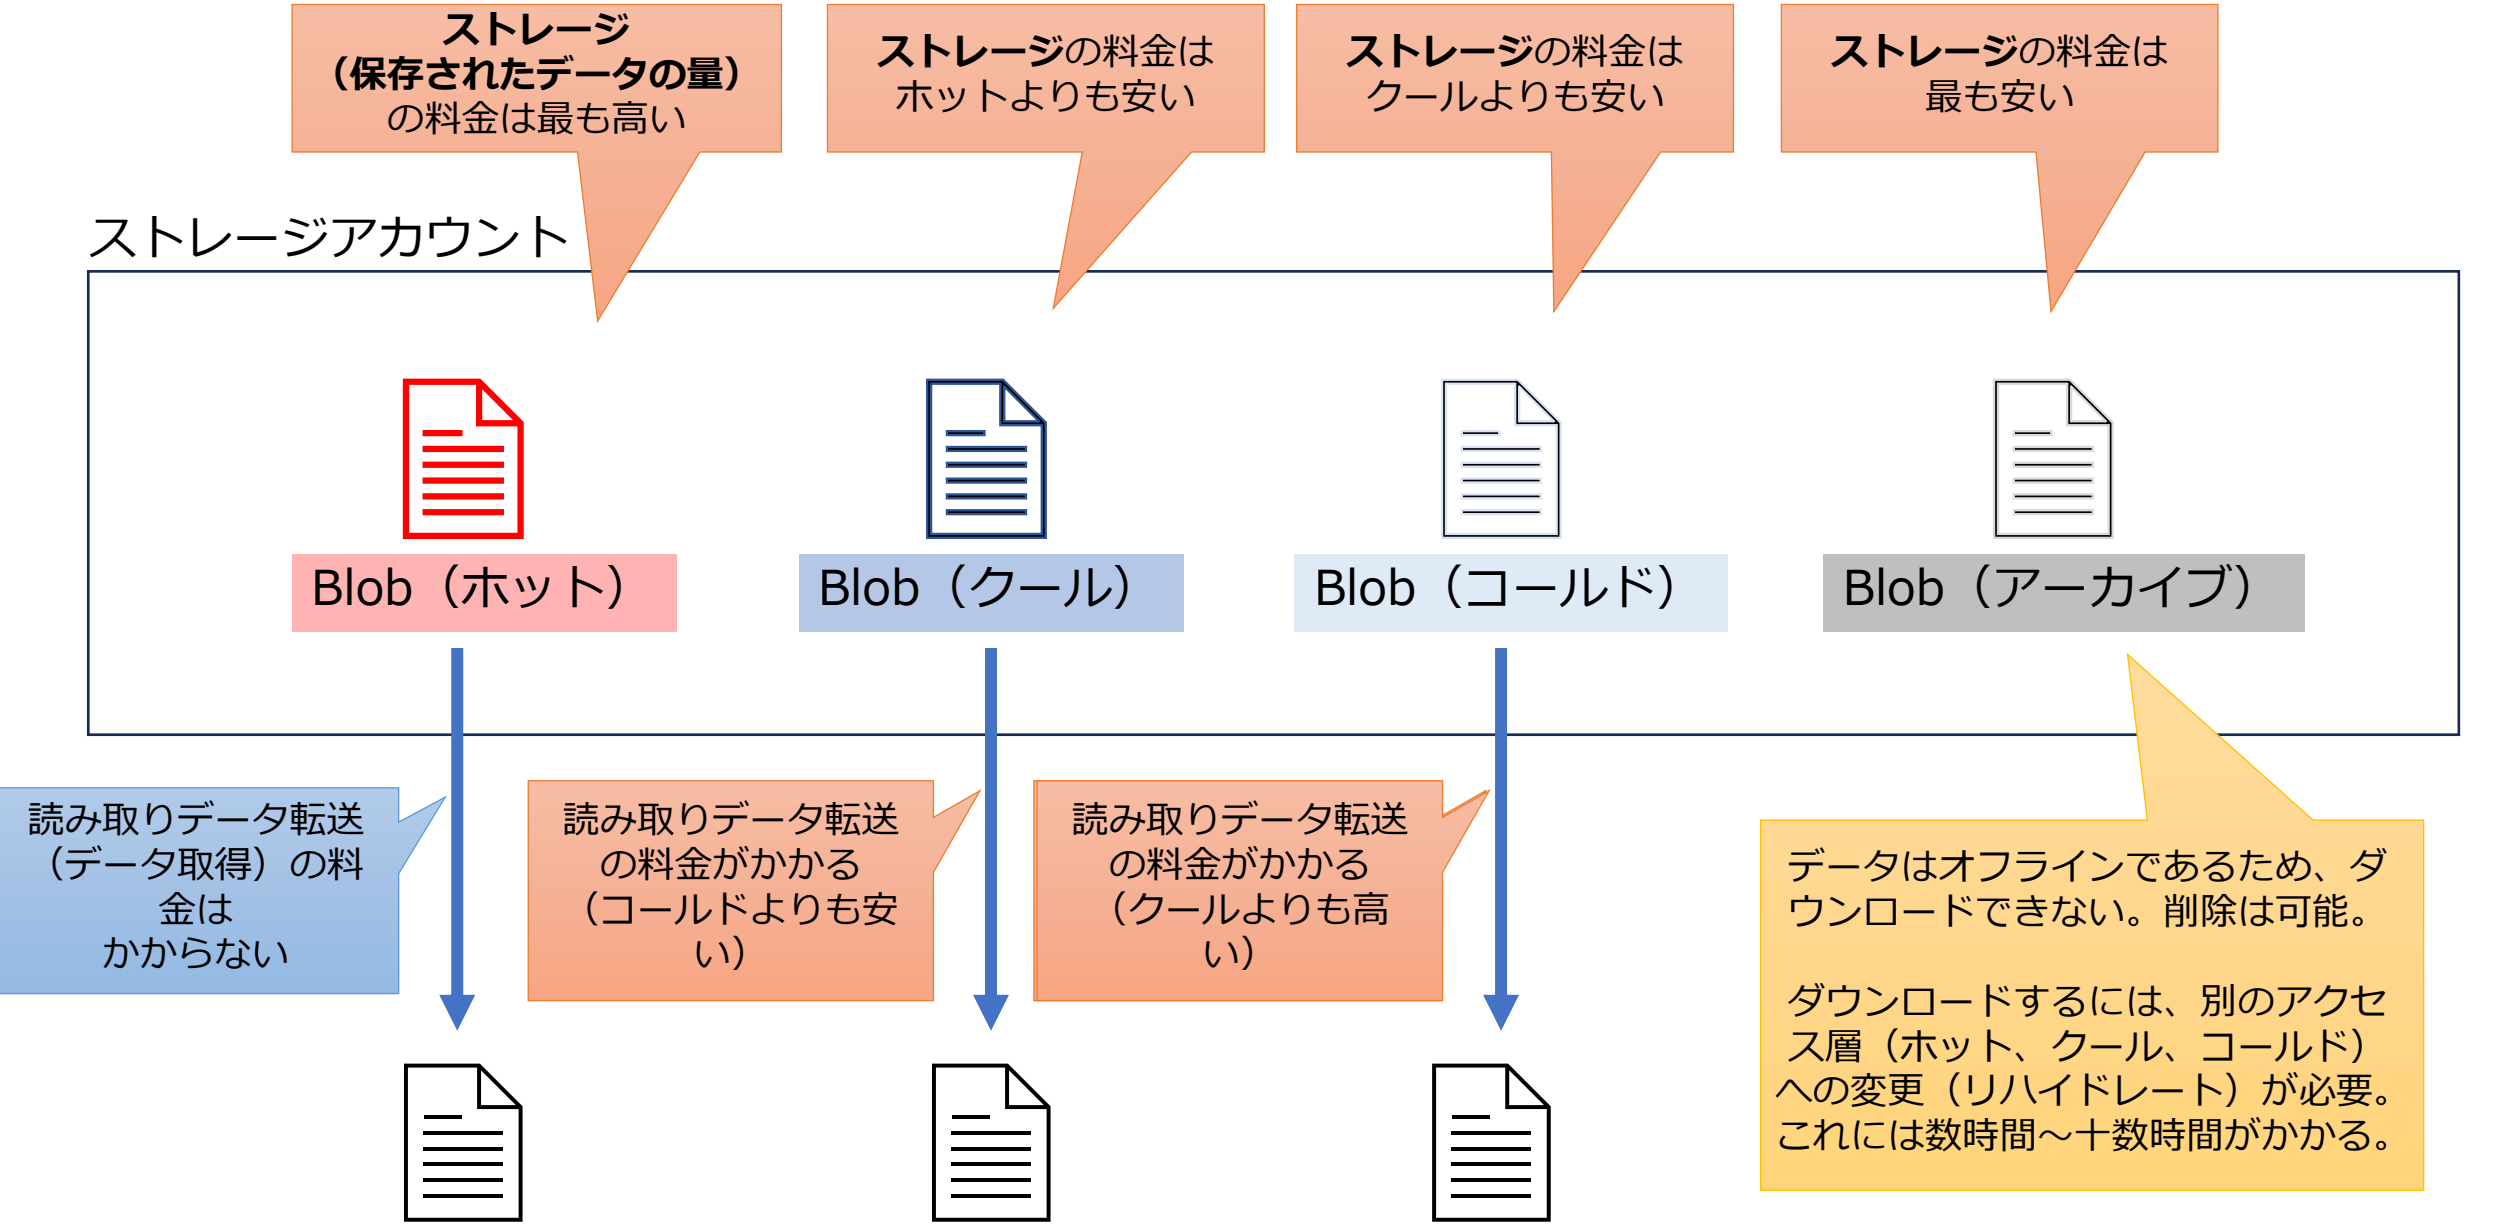 ストレージ
（保存されたデータの量）
の料金は最も高い
ストレージの料金は
ホットよりも安い
ストレージの料金は
クールよりも安い
ストレージの料金は
最も安い
ストレージアカウント
Blob（ホット）
Blob（クール）
Blob（コールド）
Blob（アーカイブ）
読み取りデータ転送
（データ取得）の料
金は
かからない
読み取りデータ転送
の料金がかかる
（コールドよりも安
い）
読み取りデータ転送
の料金がかかる
（クールよりも高
い）
データはオフラインであるため、ダ
ウンロードできない。削除は可能。
ダウンロードするには、別のアクセ
ス層（ホット、クール、コールド）
への変更（リハイドレート）が必要。
これには数時間～十数時間がかかる。